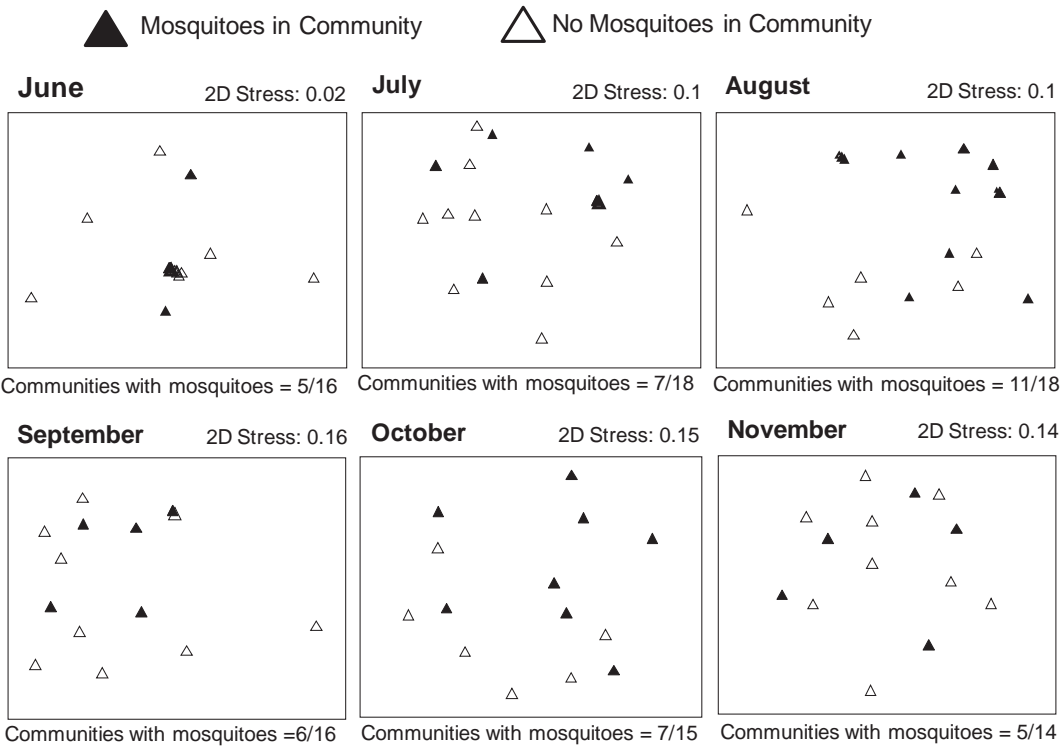 Mosquitoes in Community No Mosquitoes in Community
June 2D Stress: 0.02 July 2D Stress: 0.1 August 2D Stress: 0.1
Communities with mosquitoes = 5/16 Communities with mosquitoes = 7/18 Communities with mosquitoes = 11/18
September 2D Stress: 0.16 October 2D Stress: 0.15 November 2D Stress: 0.14
Communities with mosquitoes =6/16 Communities with mosquitoes = 7/15 Communities with mosquitoes = 5/14